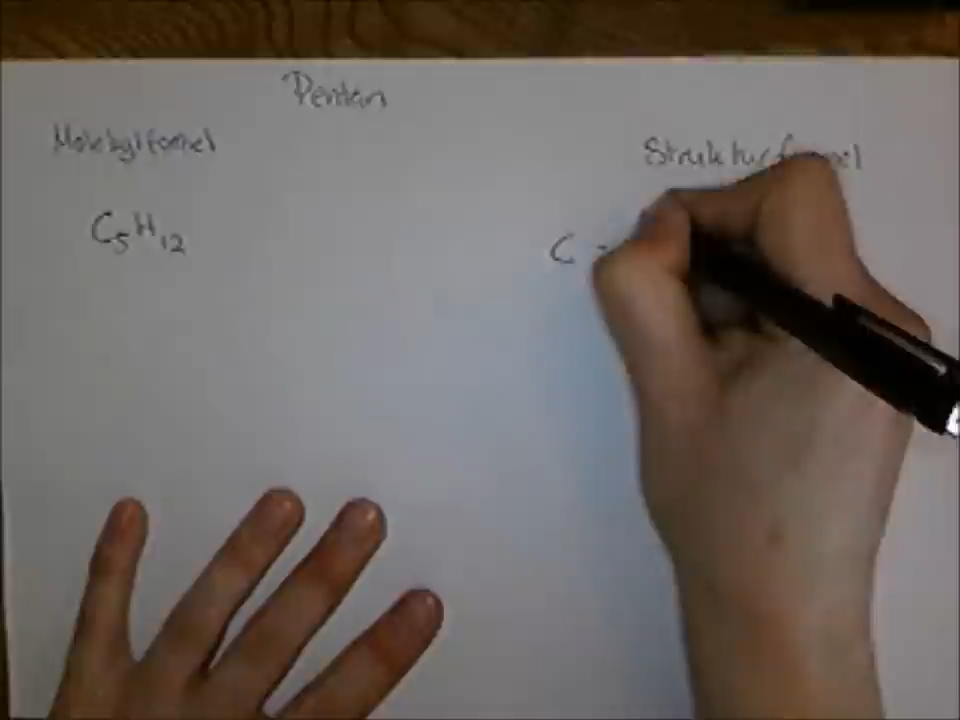 Pentan
Molekylformel
Strukturformel
C₅H₁₂
C -